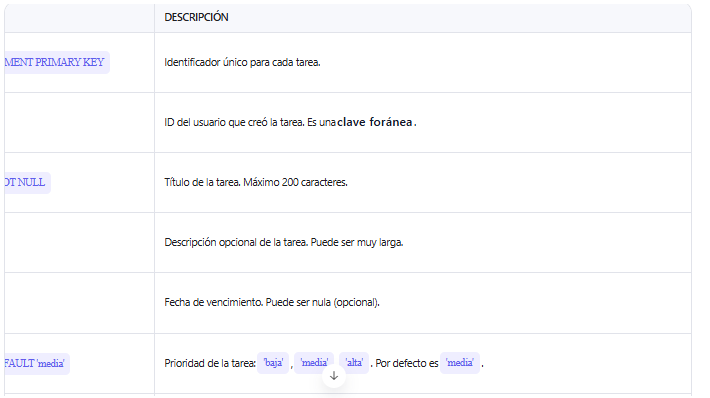 DESCRIPCIÓN
MENT PRIMARY KEY Identificador único para cada tarea.
ID del usuario que creó la tarea. Es una clave foránea.
OT NULL Título de la tarea. Máximo 200 caracteres.
Descripción opcional de la tarea. Puede ser muy larga.
Fecha de vencimiento. Puede ser nula (opcional).
FAULT 'media' Prioridad de la tarea: 'baja', 'media' 'alta'. Por defecto es 'media'.